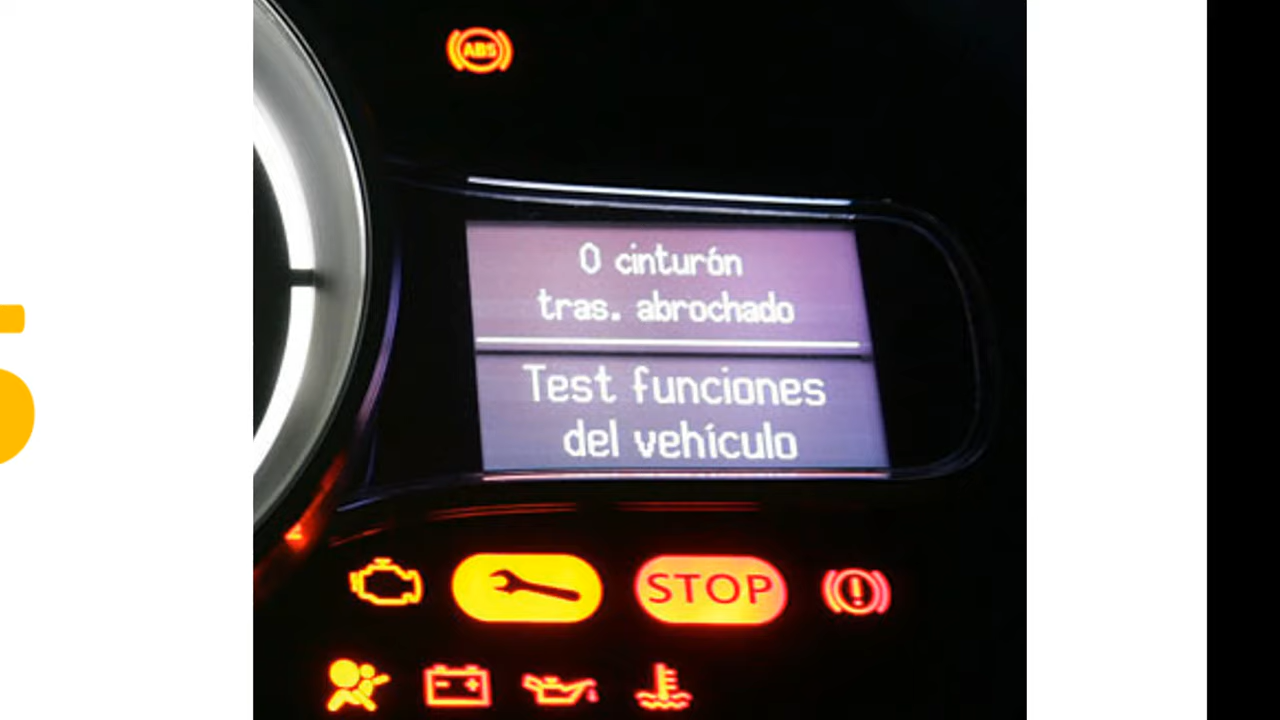 ABS
0 cinturón
tras. abrochado
Test funciones
del vehículo
STOP